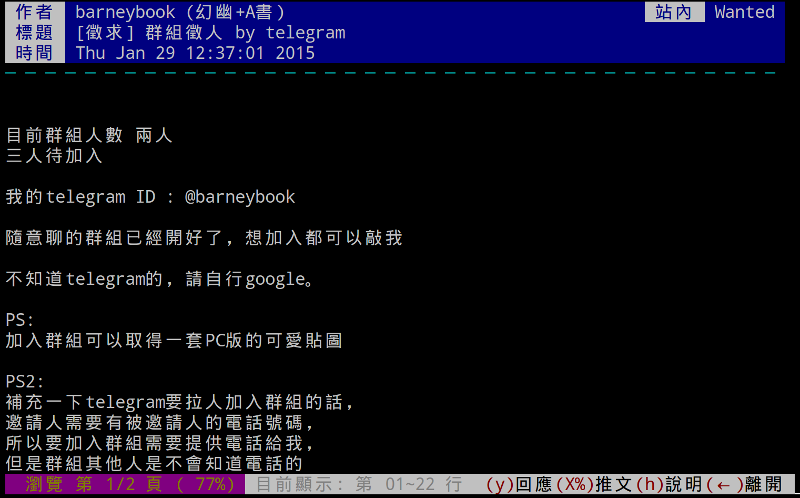 作者 barneybook (幻幽+A書) 站內 Wanted
標題 [徵求] 群組徵人 by telegram
時間 Thu Jan 29 12:37:01 2015
目前群組人數 兩人
三人待加入
我的telegram ID : @barneybook
隨意聊的群組已經開好了, 想加入都可以敲我
不知道telegram的, 請自行google。
PS:
加入群組可以取得一套PC版的可愛貼圖
PS2:
補充一下telegram要拉人加入群組的話,
邀請人需要有被邀請人的電話號碼,
所以要加入群組需要提供電話給我,
但是群組其他人是不會知道電話的
瀏覽 第 1/2 頁 ( 77%) 目前顯示: 第 01~22 行 (y)回應(X%)推文(h)說明(←)離開